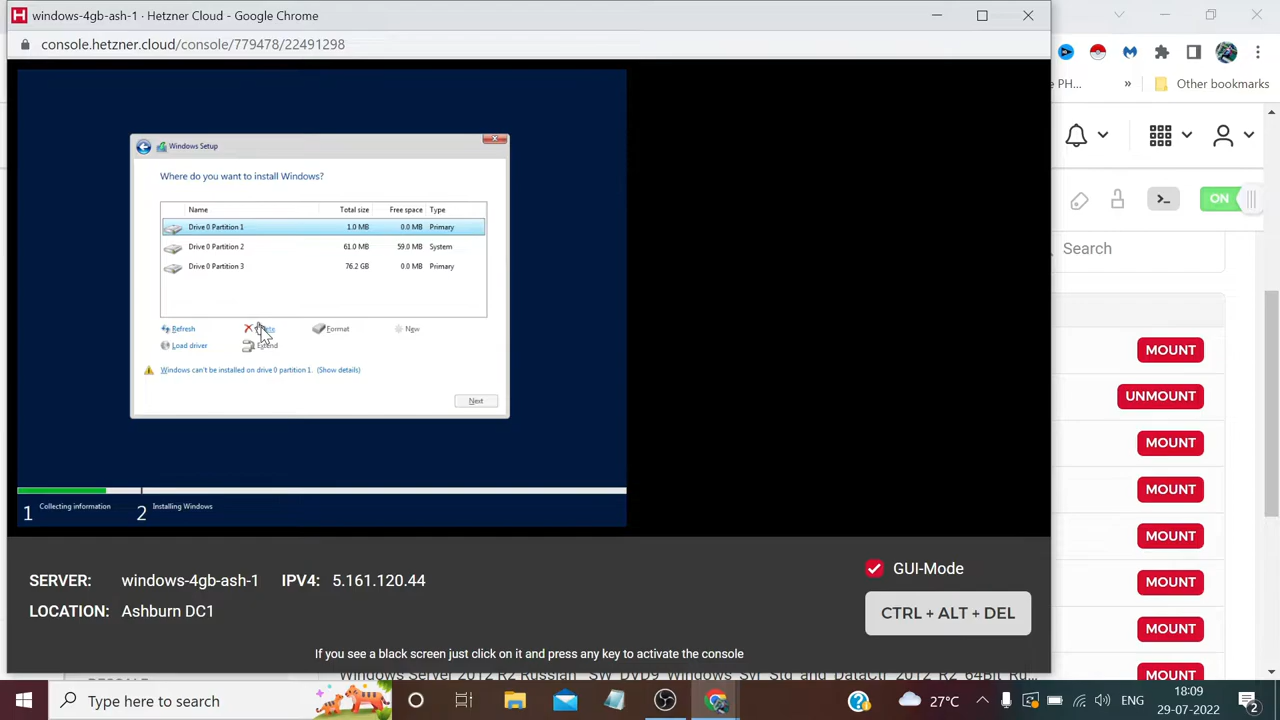 windows-4gb-ash-1 · Hetzner Cloud - Google Chrome
console.hetzner.cloud/console/779478/22491298
PH...
»
Other bookmarks
Windows Setup
Where do you want to install Windows?
Name Total size Free space Type
Drive 0 Partition 1 1.0 MB 0.0 MB Primary
Drive 0 Partition 2 61.0 MB 59.0 MB System
Drive 0 Partition 3 76.2 GB 0.0 MB Primary
Refresh Format New
Load driver Extend
Windows can't be installed on drive 0 partition 1. (Show details)
Next
1 Collecting information 2 Installing Windows
ON
Search
MOUNT
UNMOUNT
MOUNT
MOUNT
MOUNT
MOUNT
MOUNT
MOUNT
SERVER: windows-4gb-ash-1 IPV4: 5.161.120.44
LOCATION: Ashburn DC1
GUI-Mode
CTRL + ALT + DEL
If you see a black screen just click on it and press any key to activate the console
Type here to search
27°C
ENG
18:09
29-07-2022
2